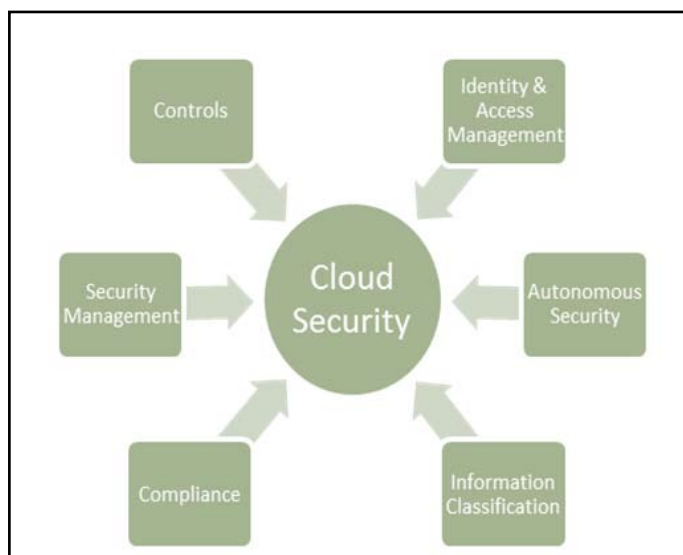 Controls
Identity &
Access
Management
Cloud
Security
Security
Management
Autonomous
Security
Compliance
Information
Classification